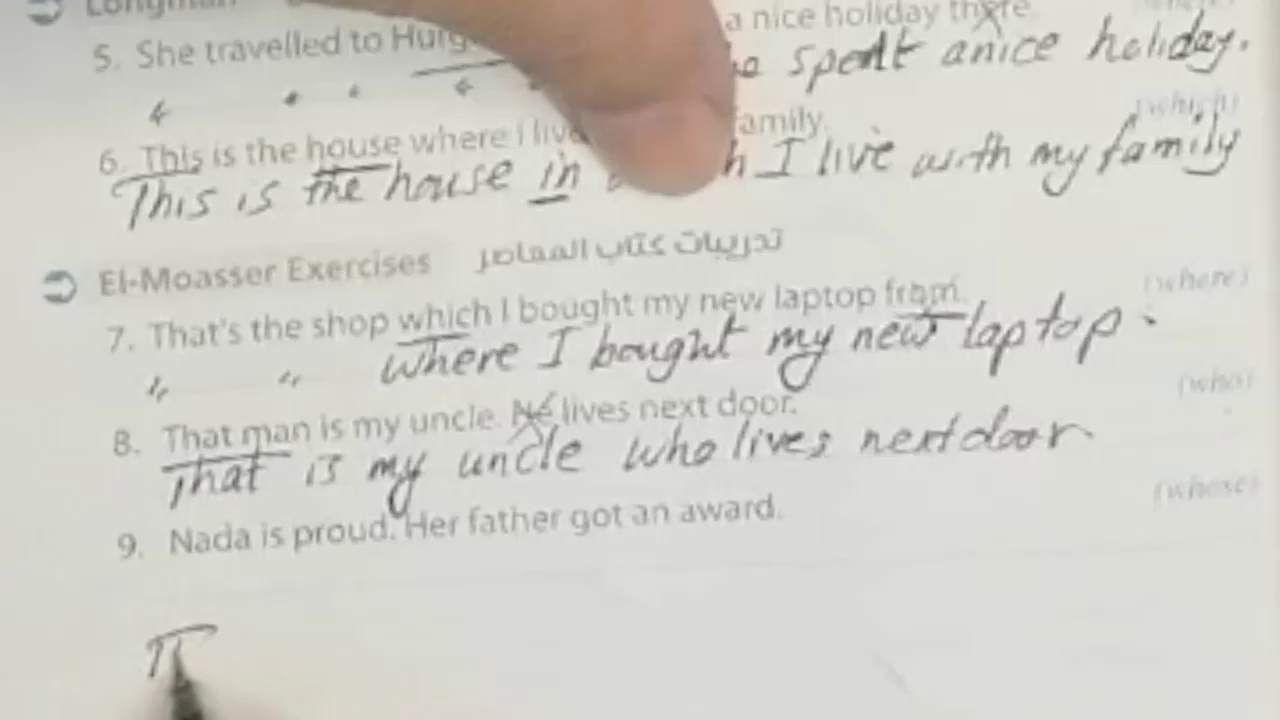 Longman
5. She travelled to Hurg a nice holiday there.
spent a nice holiday.
6. This is the house where I live family. (which)
This is the house in h I live with my family
El-Moasser Exercises تدريبات كتاب المعاصر
7. That's the shop which I bought my new laptop from. (where)
" " where I bought my new laptop.
8. That man is my uncle. He lives next door. (who)
That is my uncle who lives next door.
9. Nada is proud. Her father got an award. (whose)